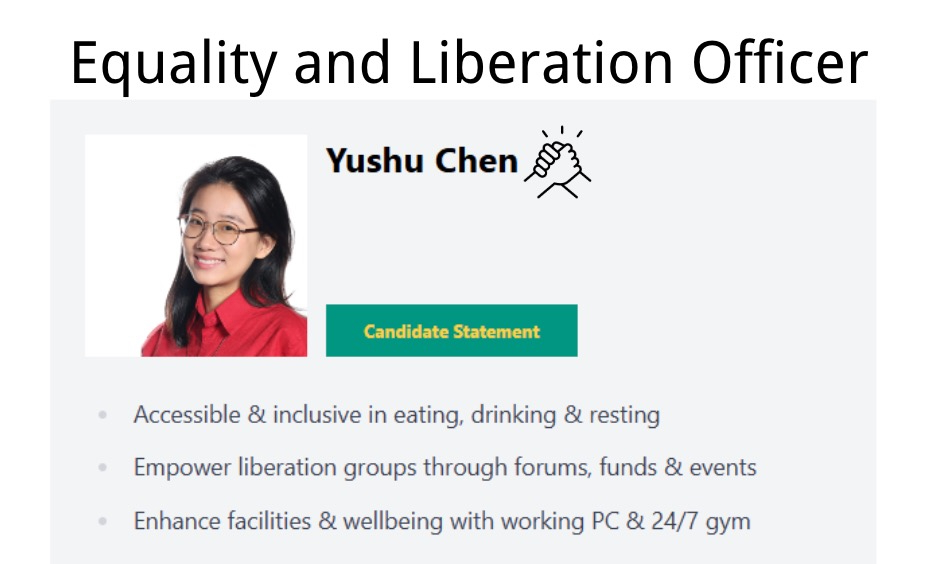 Equality and Liberation Officer
Yushu Chen
Candidate Statement
Accessible & inclusive in eating, drinking & resting
Empower liberation groups through forums, funds & events
Enhance facilities & wellbeing with working PC & 24/7 gym